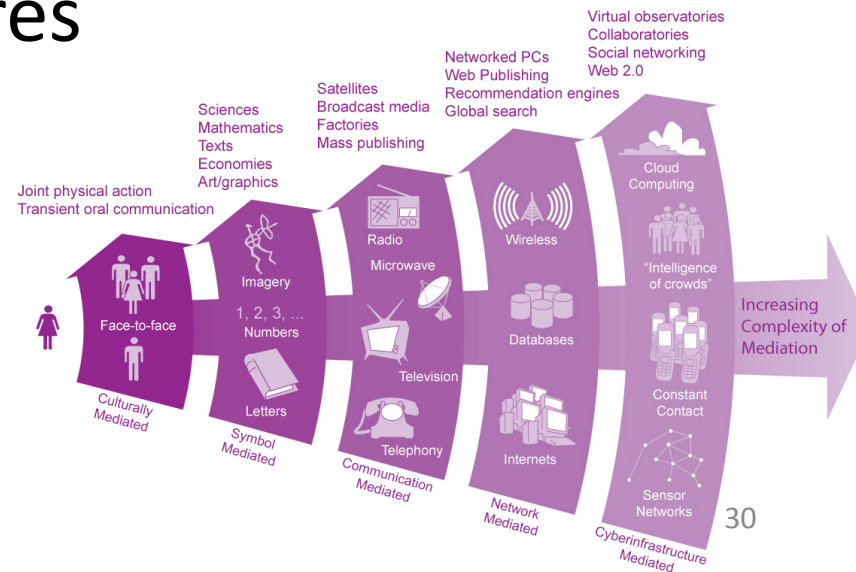 res
Joint physical action
Transient oral communication
Face-to-face
Culturally
Mediated
Sciences
Mathematics
Texts
Economies
Art/graphics
Imagery
1, 2, 3, ...
Numbers
Letters
Symbol
Mediated
Satellites
Broadcast media
Factories
Mass publishing
Radio
Microwave
Television
Telephony
Communication
Mediated
Networked PCs
Web Publishing
Recommendation engines
Global search
Wireless
Databases
Internets
Network
Mediated
Virtual observatories
Collaboratories
Social networking
Web 2.0
Cloud
Computing
"Intelligence
of crowds"
Constant
Contact
Sensor
Networks
Cyberinfrastructure
Mediated
Increasing
Complexity of
Mediation
30